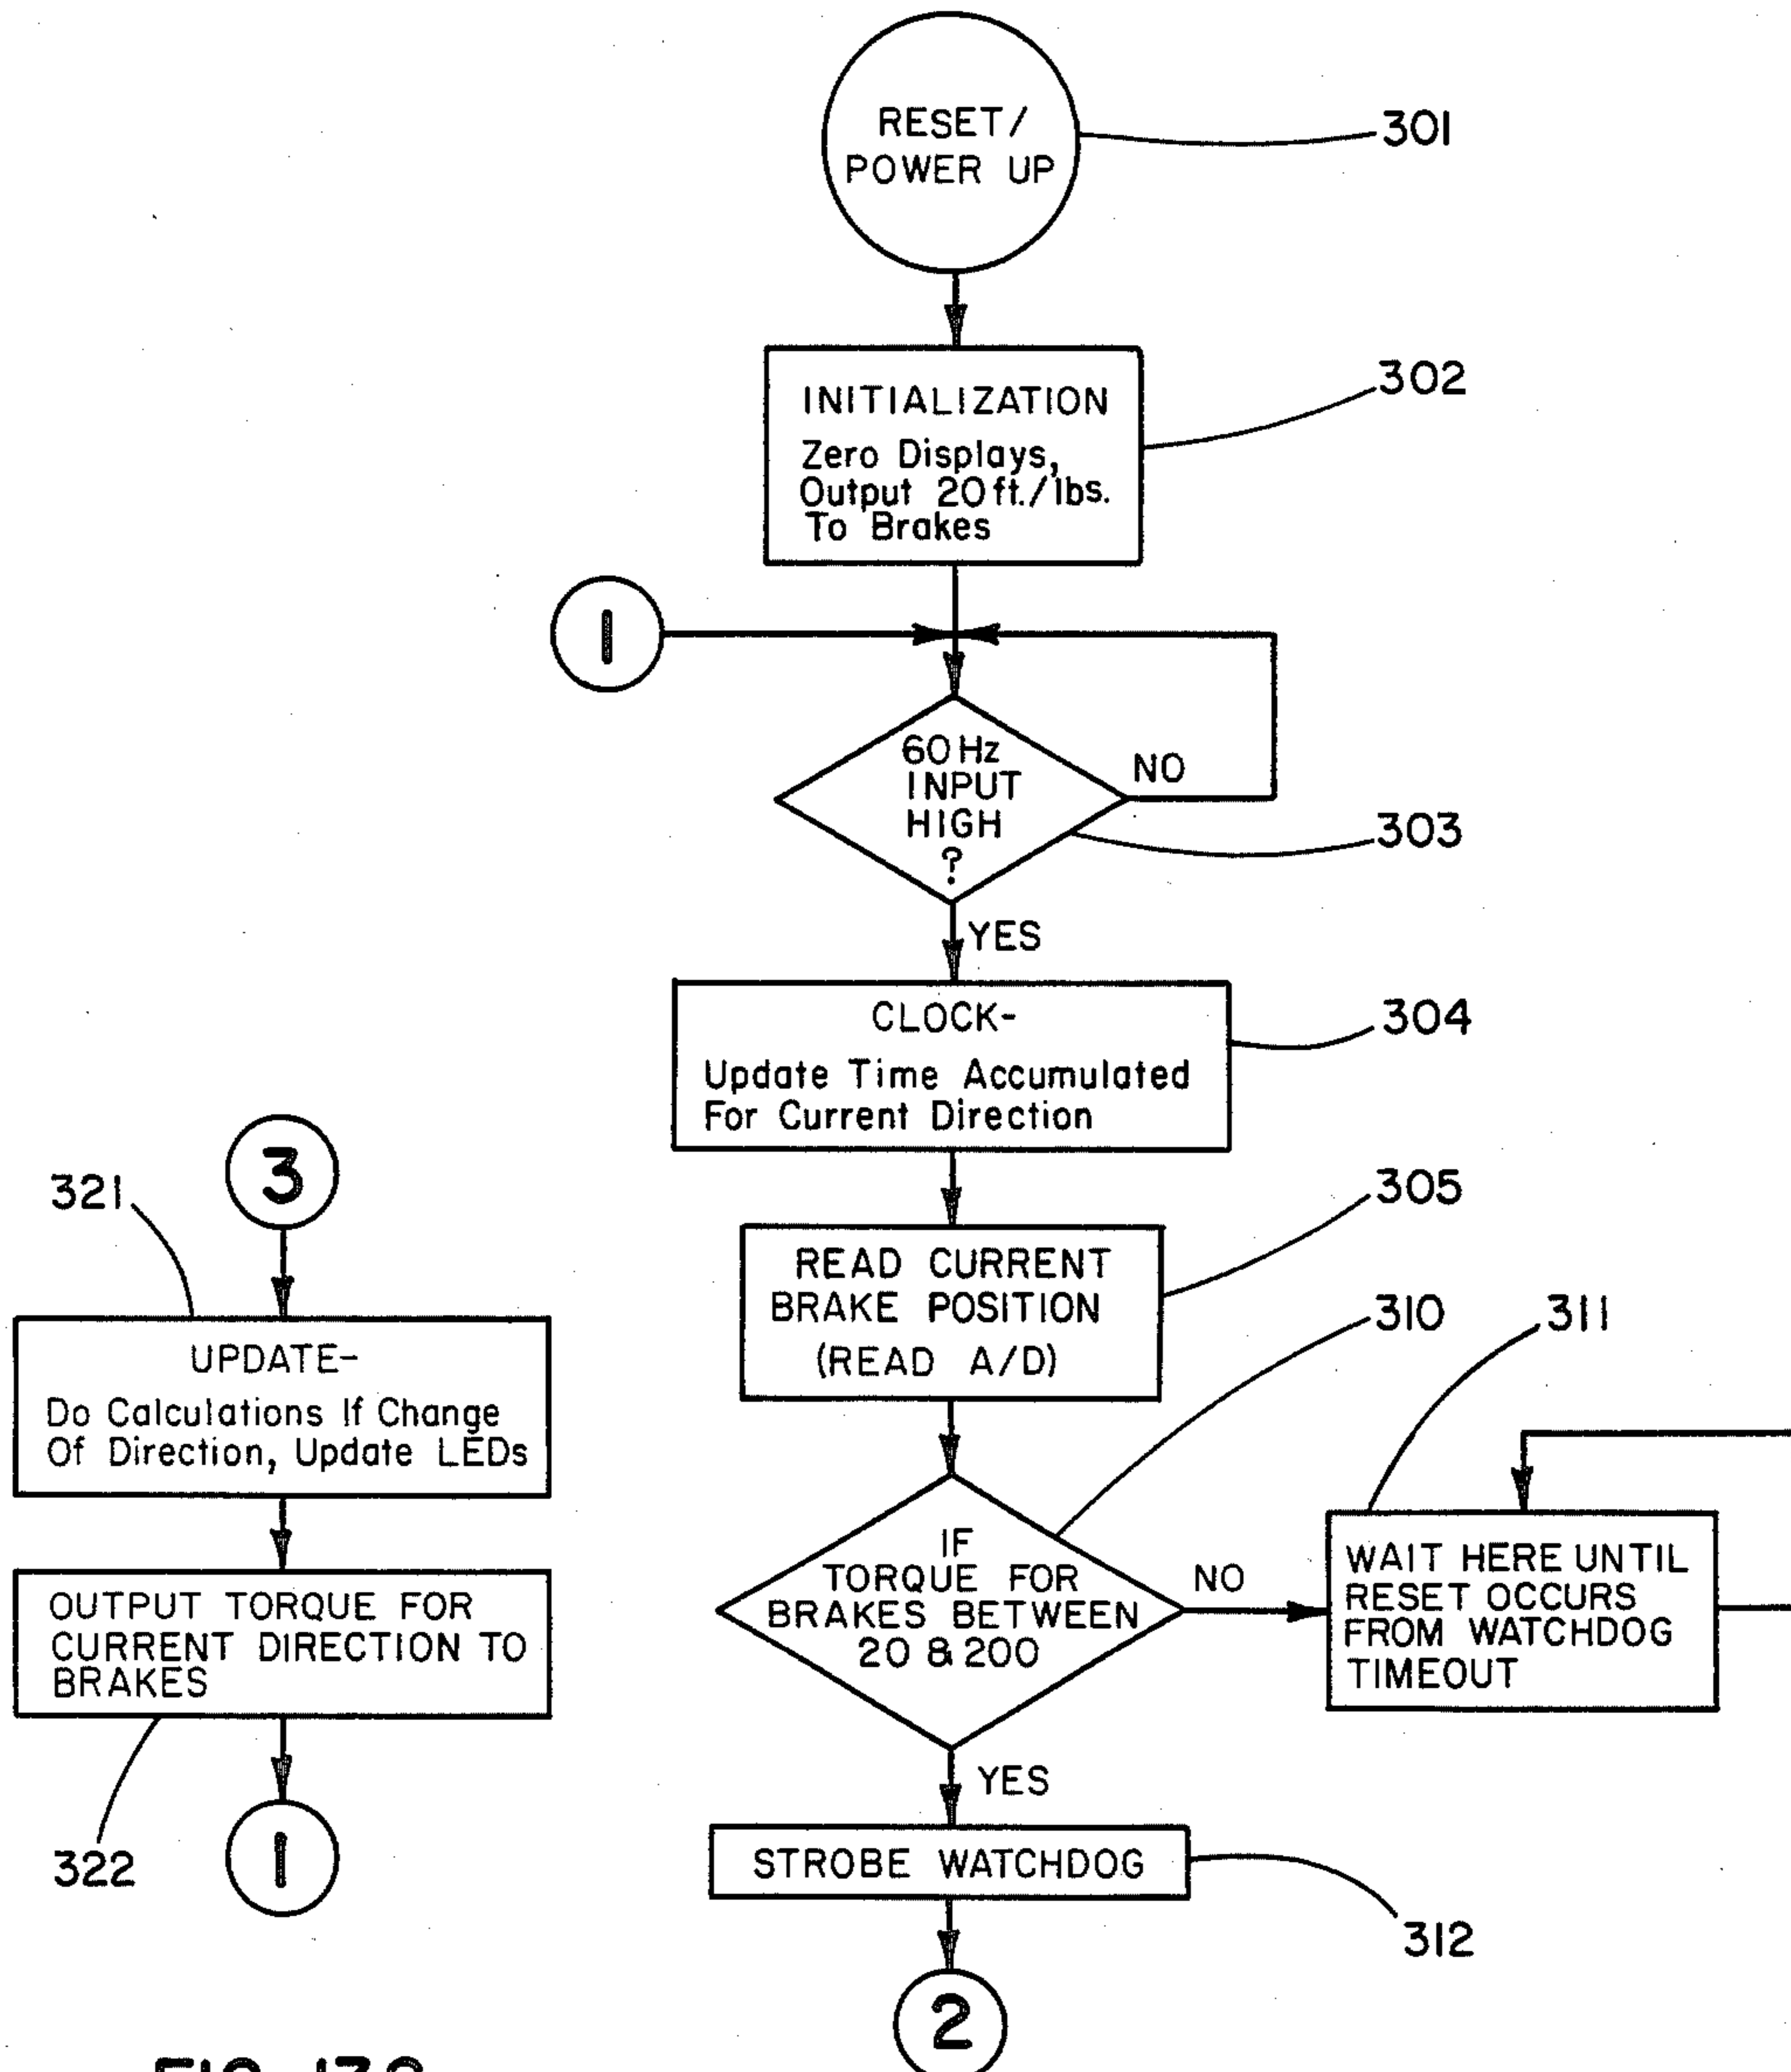 RESET/
POWER UP
301
INITIALIZATION
Zero Displays,
Output 20 ft./lbs.
To Brakes
302
1
60 Hz
INPUT
HIGH
?
NO
303
YES
CLOCK-
Update Time Accumulated
For Current Direction
304
READ CURRENT
BRAKE POSITION
(READ A/D)
305
IF
TORQUE FOR
BRAKES BETWEEN
20 & 200
310
NO
WAIT HERE UNTIL
RESET OCCURS
FROM WATCHDOG
TIMEOUT
311
YES
STROBE WATCHDOG
312
2
3
321
UPDATE-
Do Calculations If Change
Of Direction, Update LEDs
OUTPUT TORQUE FOR
CURRENT DIRECTION TO
BRAKES
322
1